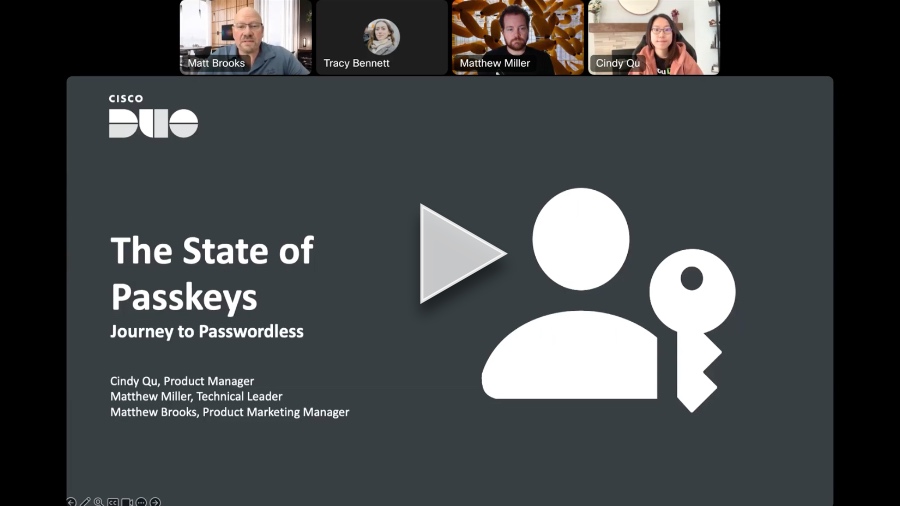 Matt Brooks
Tracy Bennett
Matthew Miller
Cindy Qu
CISCO
DUO
The State of
Passkeys
Journey to Passwordless
Cindy Qu, Product Manager
Matthew Miller, Technical Leader
Matthew Brooks, Product Marketing Manager